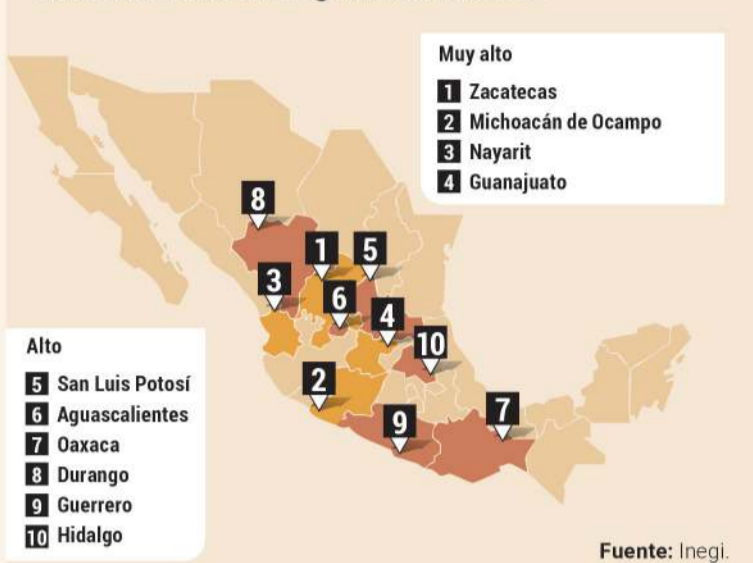 Muy alto
1 Zacatecas
2 Michoacán de Ocampo
3 Nayarit
4 Guanajuato
8
1
5
3
6
4
10
2
9
7
Alto
5 San Luis Potosí
6 Aguascalientes
7 Oaxaca
8 Durango
9 Guerrero
10 Hidalgo
Fuente: Inegi.